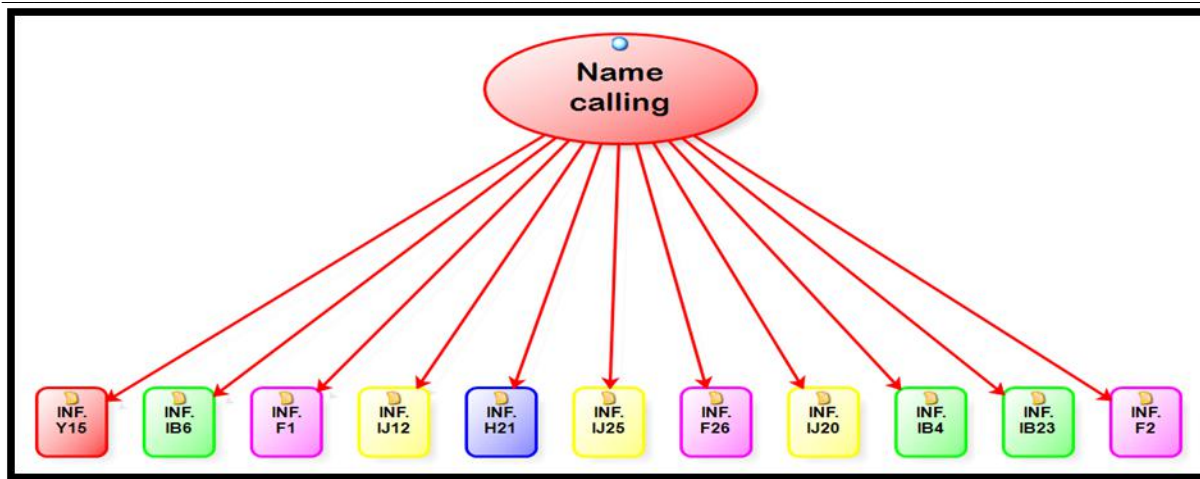 Name
calling
INF.
Y15
INF.
IB6
INF.
F1
INF.
IJ12
INF.
H21
INF.
IJ25
INF.
F26
INF.
IJ20
INF.
IB4
INF.
IB23
INF.
F2